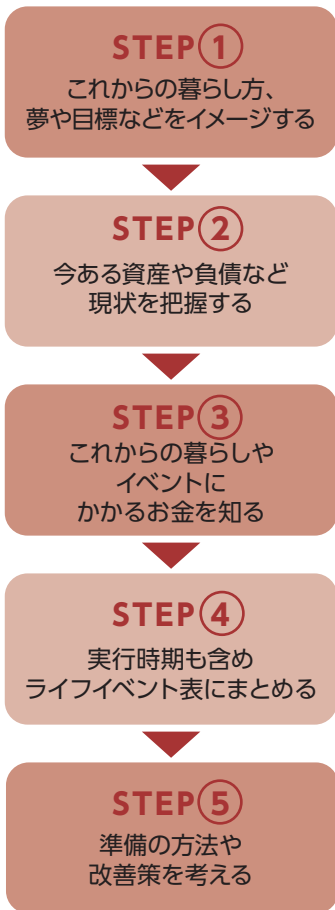 STEP①
これからの暮らし方、
夢や目標などをイメージする
STEP②
今ある資産や負債など
現状を把握する
STEP③
これからの暮らしや
イベントに
かかるお金を知る
STEP④
実行時期も含め
ライフイベント表にまとめる
STEP⑤
準備の方法や
改善策を考える